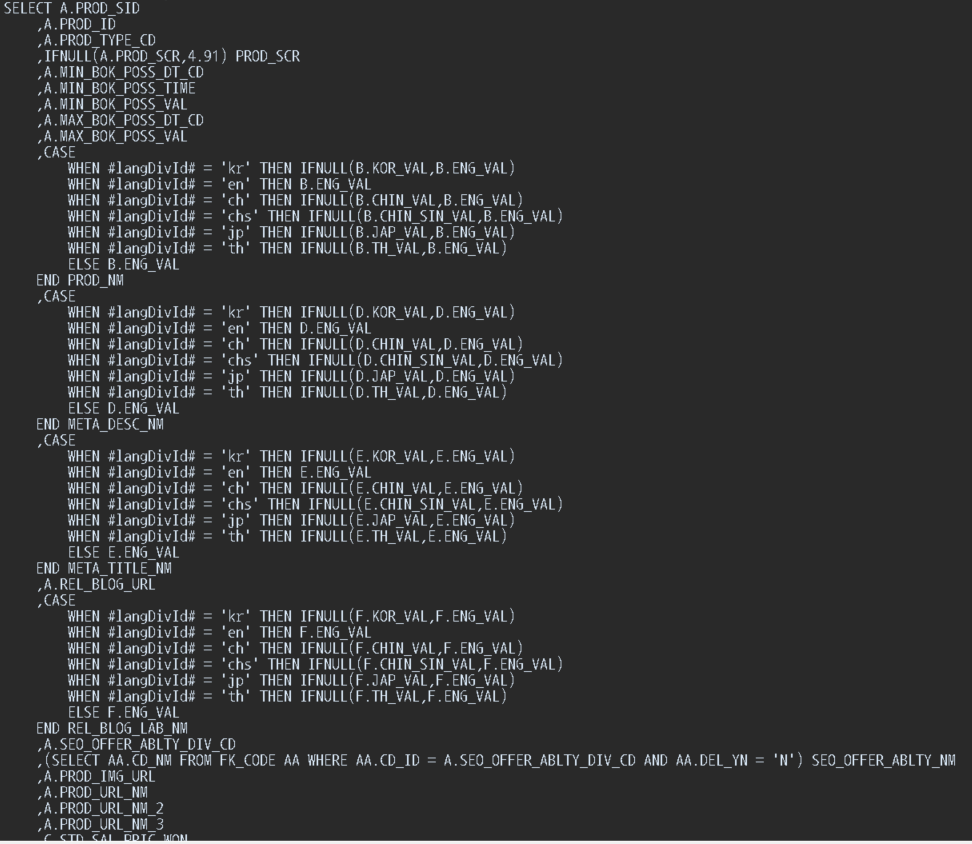 SELECT A.PROD_SID
,A.PROD_ID
,A.PROD_TYPE_CD
,IFNULL(A.PROD_SCR,4.91) PROD_SCR
,A.MIN_BOK_POSS_DT_CD
,A.MIN_BOK_POSS_TIME
,A.MIN_BOK_POSS_VAL
,A.MAX_BOK_POSS_DT_CD
,A.MAX_BOK_POSS_VAL
,CASE
WHEN #langDivId# = 'kr' THEN IFNULL(B.KOR_VAL,B.ENG_VAL)
WHEN #langDivId# = 'en' THEN B.ENG_VAL
WHEN #langDivId# = 'ch' THEN IFNULL(B.CHIN_VAL,B.ENG_VAL)
WHEN #langDivId# = 'chs' THEN IFNULL(B.CHIN_SIN_VAL,B.ENG_VAL)
WHEN #langDivId# = 'jp' THEN IFNULL(B.JAP_VAL,B.ENG_VAL)
WHEN #langDivId# = 'th' THEN IFNULL(B.TH_VAL,B.ENG_VAL)
ELSE B.ENG_VAL
END PROD_NM
,CASE
WHEN #langDivId# = 'kr' THEN IFNULL(D.KOR_VAL,D.ENG_VAL)
WHEN #langDivId# = 'en' THEN D.ENG_VAL
WHEN #langDivId# = 'ch' THEN IFNULL(D.CHIN_VAL,D.ENG_VAL)
WHEN #langDivId# = 'chs' THEN IFNULL(D.CHIN_SIN_VAL,D.ENG_VAL)
WHEN #langDivId# = 'jp' THEN IFNULL(D.JAP_VAL,D.ENG_VAL)
WHEN #langDivId# = 'th' THEN IFNULL(D.TH_VAL,D.ENG_VAL)
ELSE D.ENG_VAL
END META_DESC_NM
,CASE
WHEN #langDivId# = 'kr' THEN IFNULL(E.KOR_VAL,E.ENG_VAL)
WHEN #langDivId# = 'en' THEN E.ENG_VAL
WHEN #langDivId# = 'ch' THEN IFNULL(E.CHIN_VAL,E.ENG_VAL)
WHEN #langDivId# = 'chs' THEN IFNULL(E.CHIN_SIN_VAL,E.ENG_VAL)
WHEN #langDivId# = 'jp' THEN IFNULL(E.JAP_VAL,E.ENG_VAL)
WHEN #langDivId# = 'th' THEN IFNULL(E.TH_VAL,E.ENG_VAL)
ELSE E.ENG_VAL
END META_TITLE_NM
,A.REL_BLOG_URL
,CASE
WHEN #langDivId# = 'kr' THEN IFNULL(F.KOR_VAL,F.ENG_VAL)
WHEN #langDivId# = 'en' THEN F.ENG_VAL
WHEN #langDivId# = 'ch' THEN IFNULL(F.CHIN_VAL,F.ENG_VAL)
WHEN #langDivId# = 'chs' THEN IFNULL(F.CHIN_SIN_VAL,F.ENG_VAL)
WHEN #langDivId# = 'jp' THEN IFNULL(F.JAP_VAL,F.ENG_VAL)
WHEN #langDivId# = 'th' THEN IFNULL(F.TH_VAL,F.ENG_VAL)
ELSE F.ENG_VAL
END REL_BLOG_LAB_NM
,A.SEO_OFFER_ABLTY_DIV_CD
,(SELECT AA.CD_NM FROM FK_CODE AA WHERE AA.CD_ID = A.SEO_OFFER_ABLTY_DIV_CD AND AA.DEL_YN = 'N') SEO_OFFER_ABLTY_NM
,A.PROD_IMG_URL
,A.PROD_URL_NM
,A.PROD_URL_NM_2
,A.PROD_URL_NM_3
,C.STD_SAL_PRIC_WON